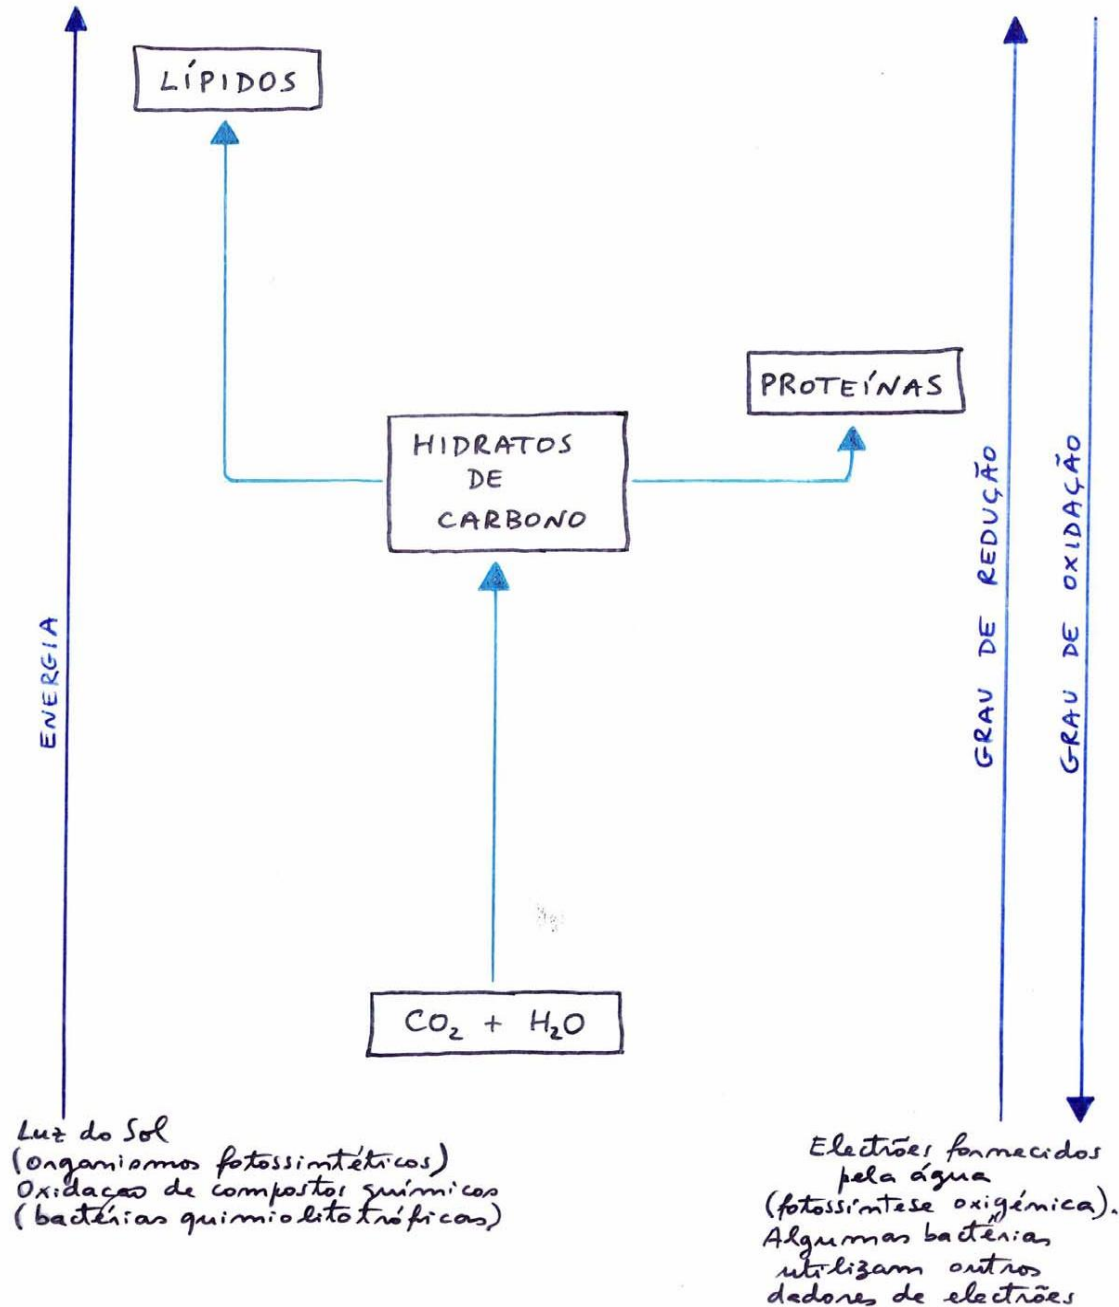 LÍPIDOS
PROTEÍNAS
HIDRATOS
DE
CARBONO
ENERGIA
GRAU DE REDUÇÃO
GRAU DE OXIDAÇÃO
CO₂ + H₂O
Luz do Sol
(organismos fotossintéticos)
Oxidação de compostos químicos
(bactérias quimiolitotróficas)
Electrões fornecidos
pela água
(fotossíntese oxigénica).
Algumas bactérias
utilizam outros
dadores de electrões